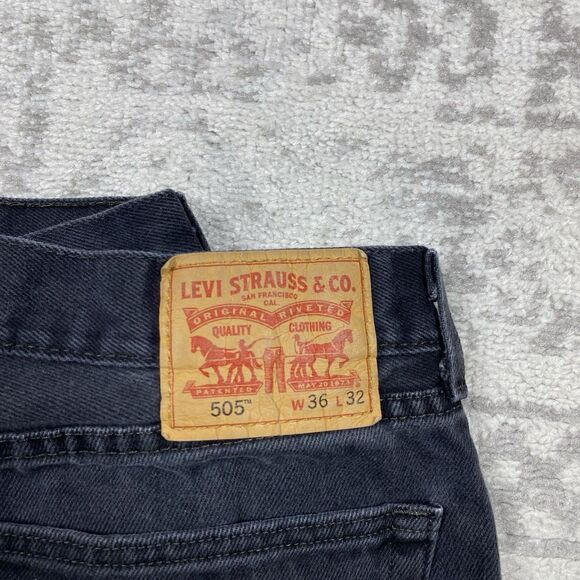 LEVI STRAUSS & CO.
SAN FRANCISCO
CAL
ORIGINAL RIVETED
QUALITY CLOTHING
PATENTED MAY 20 1873
505™ W 36 L 32